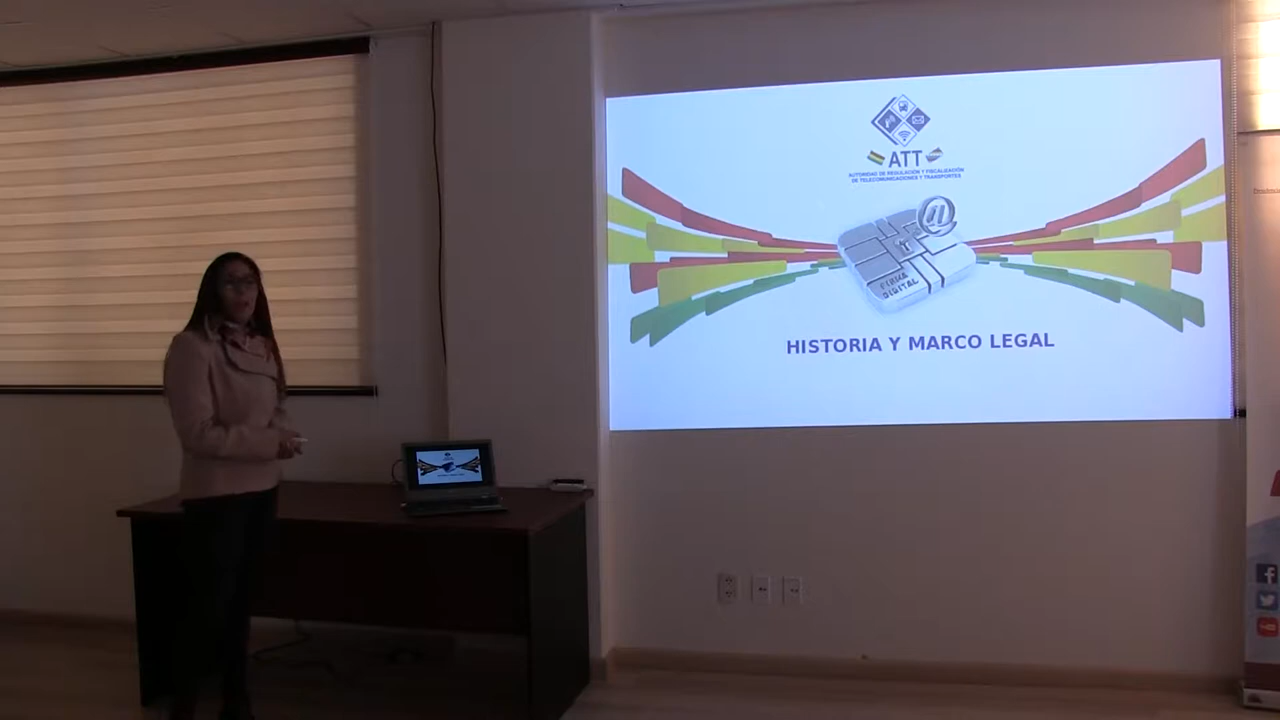 ATT
AUTORIDAD DE REGULACIÓN Y FISCALIZACIÓN
DE TELECOMUNICACIONES Y TRANSPORTES
@
FIRMA
DIGITAL
HISTORIA Y MARCO LEGAL